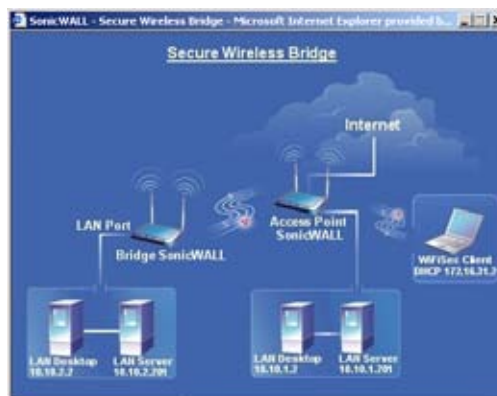 SonicWALL - Secure Wireless Bridge - Microsoft Internet Explorer provided b...
Secure Wireless Bridge
Internet
LAN Port
Bridge SonicWALL
Access Point
SonicWALL
WiFiSec Client
DHCP 172.16.31.2
LAN Desktop
10.10.2.2
LAN Server
10.10.2.201
LAN Desktop
10.10.1.2
LAN Server
10.10.1.201